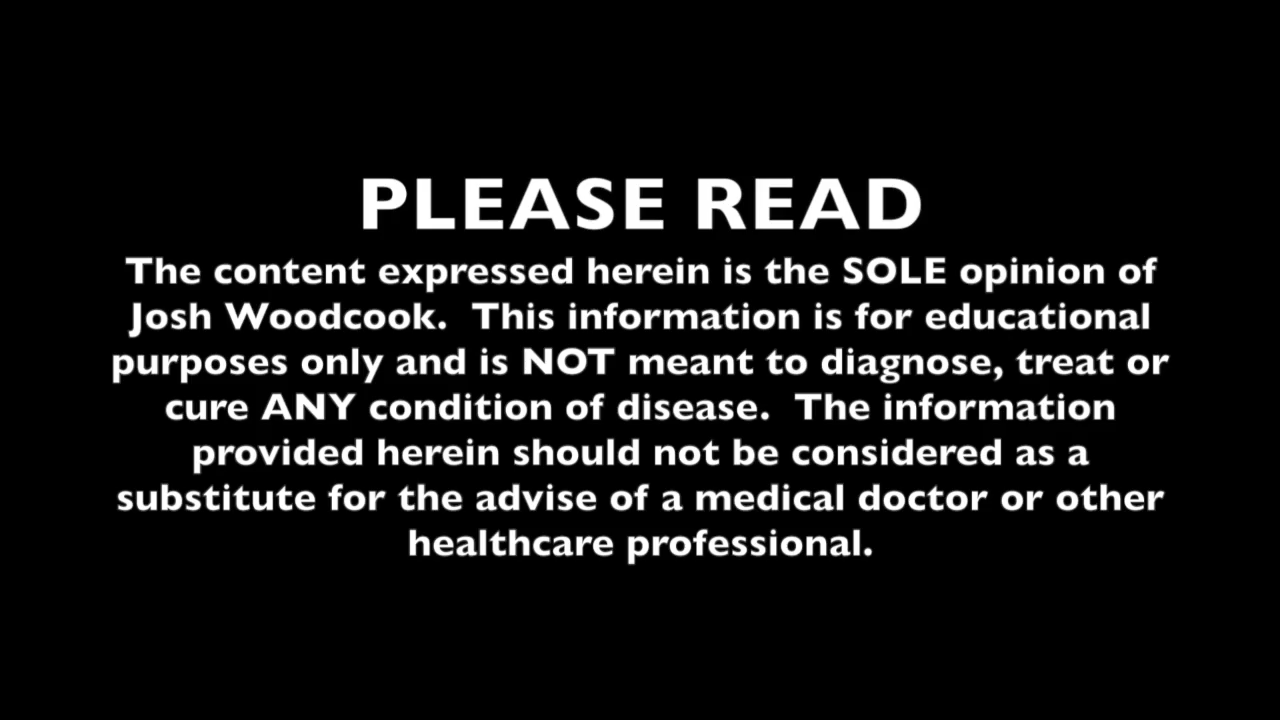 PLEASE READ
The content expressed herein is the SOLE opinion of
Josh Woodcook.  This information is for educational
purposes only and is NOT meant to diagnose, treat or
cure ANY condition of disease.  The information
provided herein should not be considered as a
substitute for the advise of a medical doctor or other
healthcare professional.